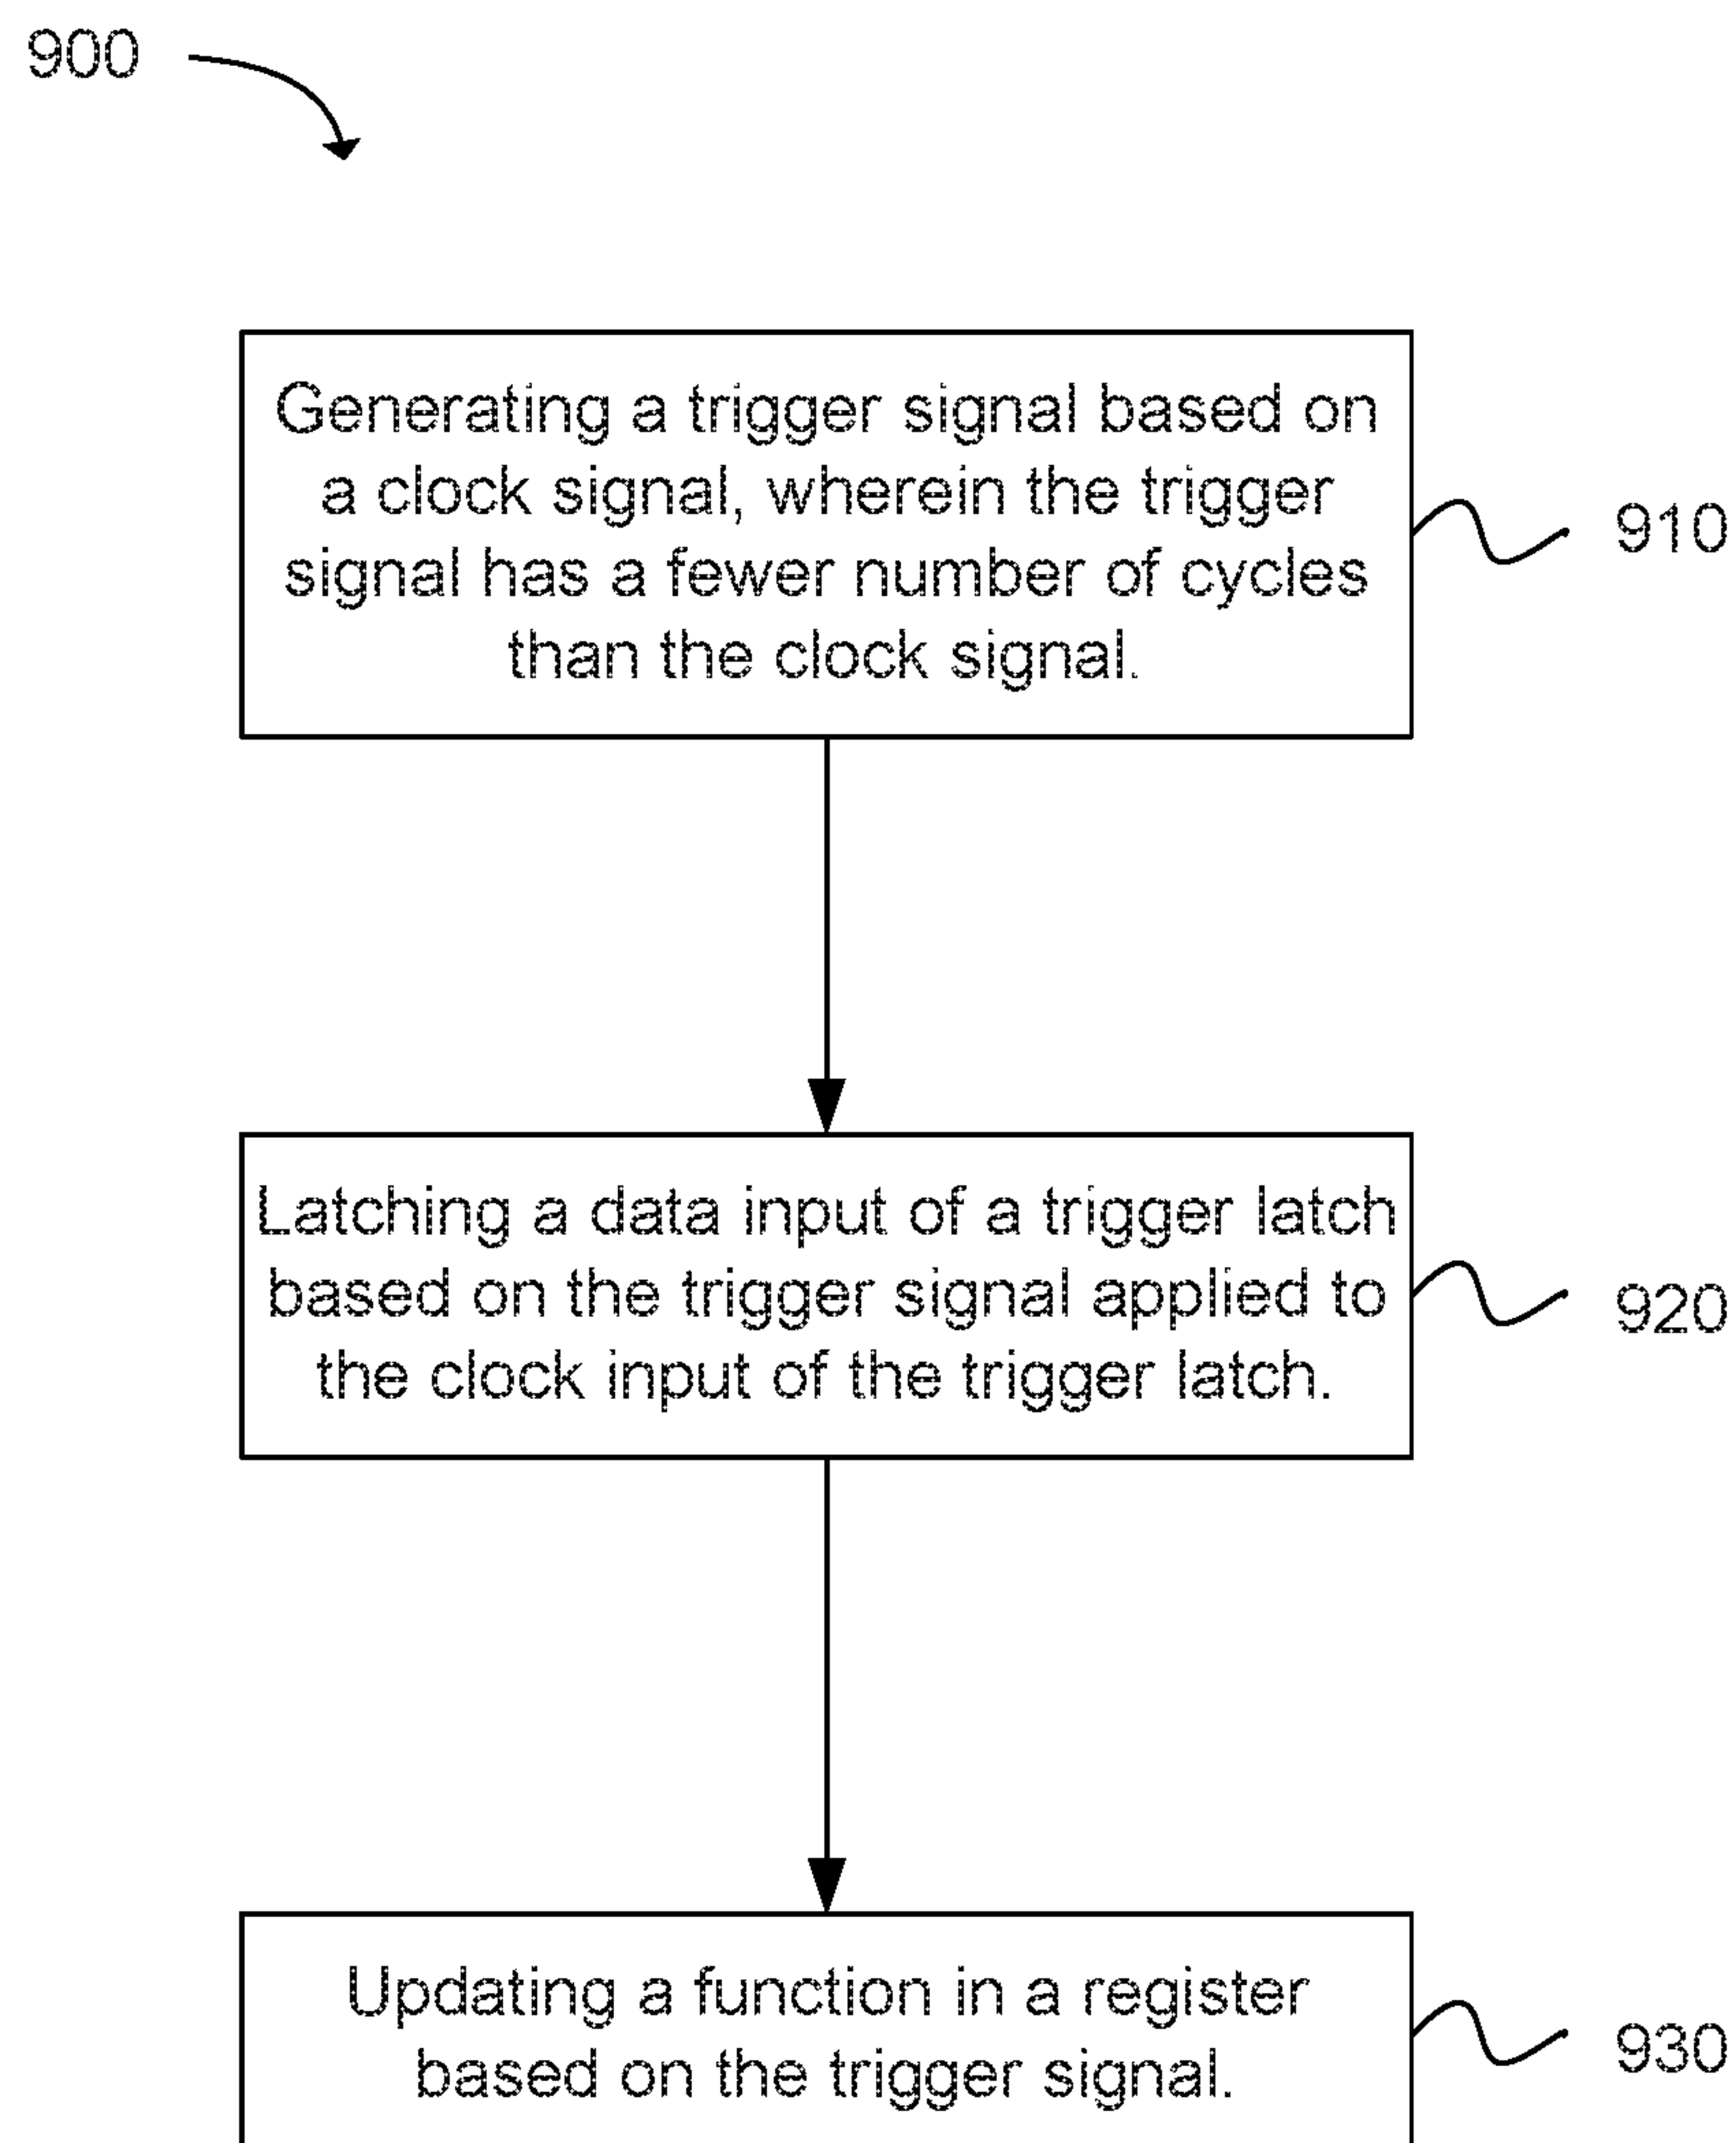 900
Generating a trigger signal based on
a clock signal, wherein the trigger
signal has a fewer number of cycles
than the clock signal.
910
Latching a data input of a trigger latch
based on the trigger signal applied to
the clock input of the trigger latch.
920
Updating a function in a register
based on the trigger signal.
930